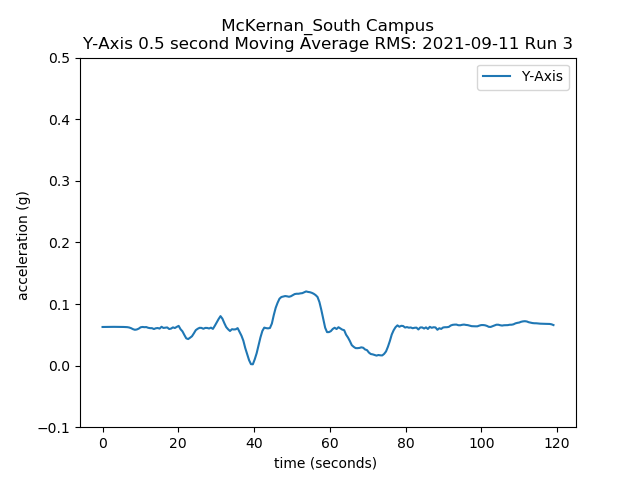 McKernan_South Campus
Y-Axis 0.5 second Moving Average RMS: 2021-09-11 Run 3
Y-Axis
0.5
0.4
0.3
0.2
0.1
0.0
−0.1
acceleration (g)
0 20 40 60 80 100 120
time (seconds)